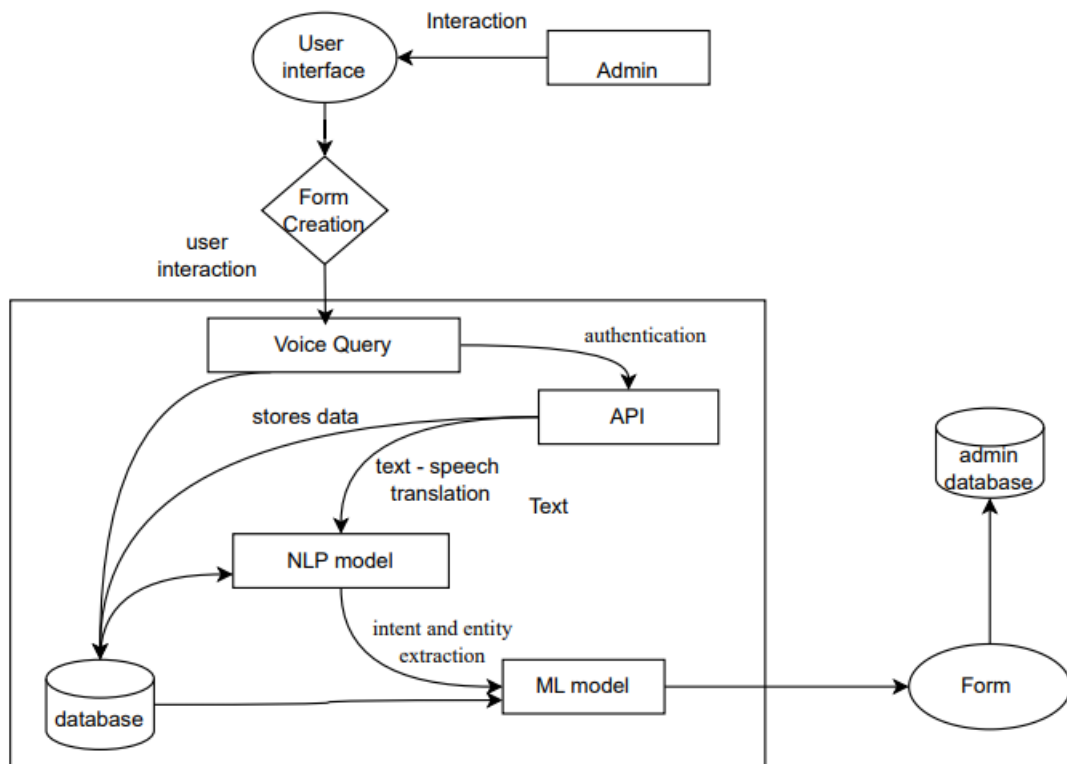 Interaction
User
interface
Admin
Form
Creation
user
interaction
Voice Query
authentication
stores data
API
text - speech
translation
Text
admin
database
NLP model
intent and entity
extraction
ML model
Form
database